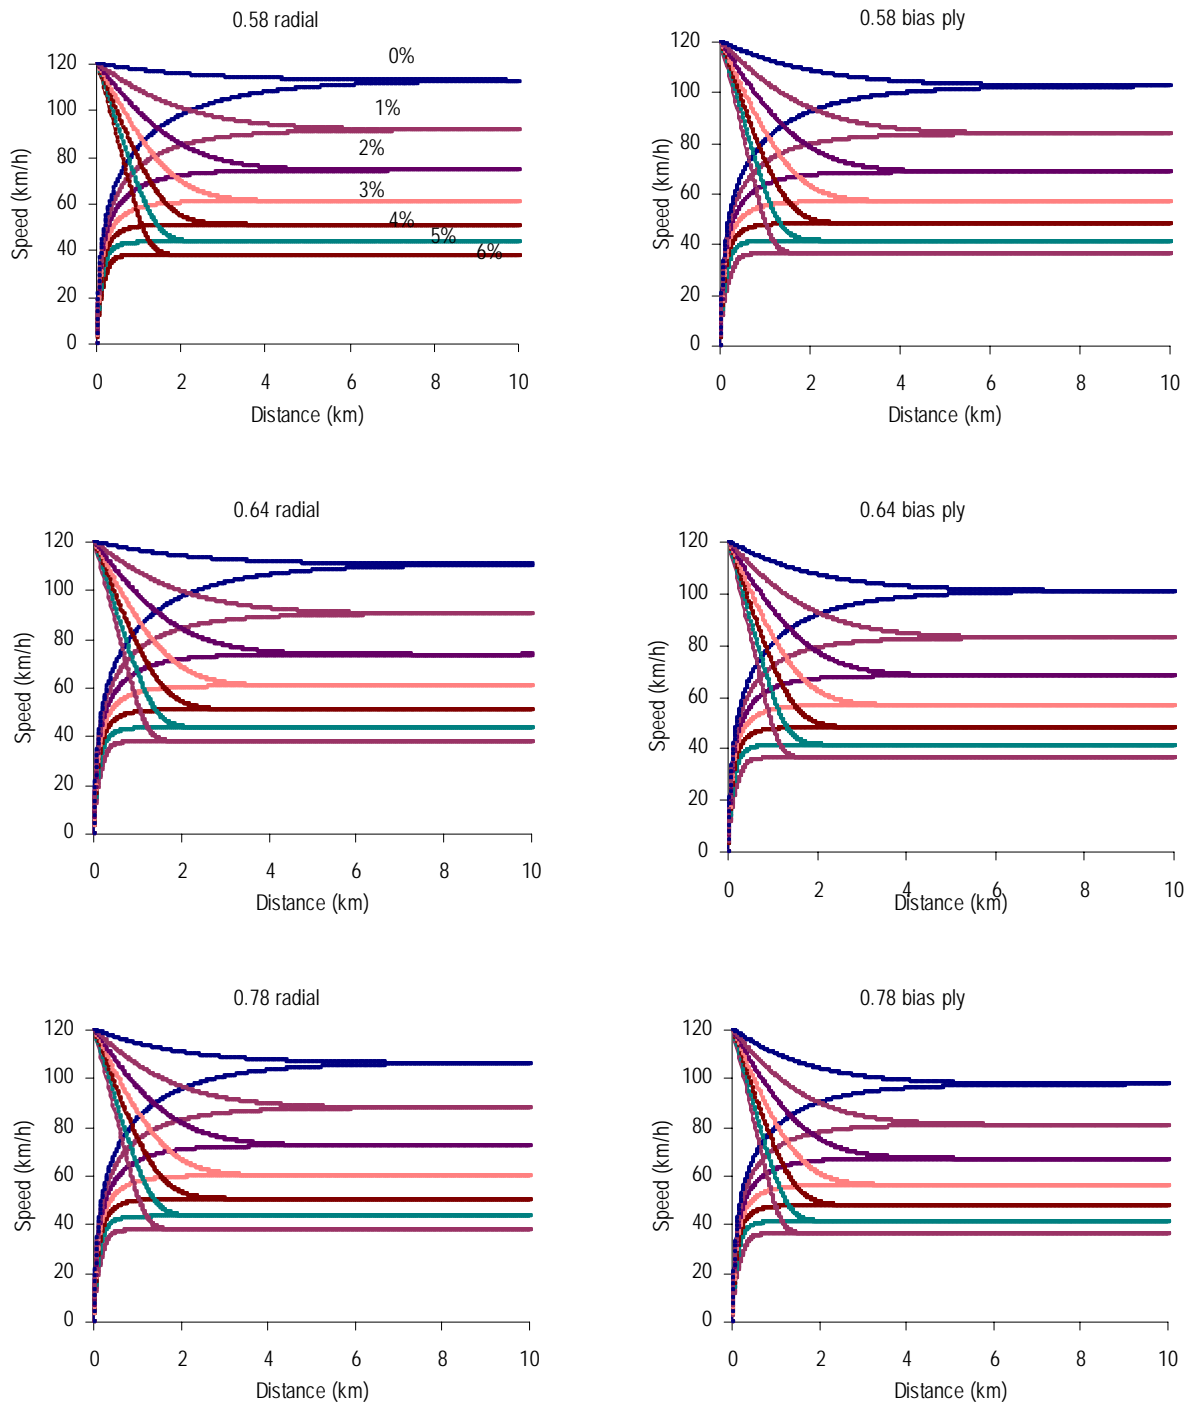 0.58 radial
120
100
80
60
40
20
0
Speed (km/h)
0%
1%
2%
3%
4%
5%
6%
0 2 4 6 8 10
Distance (km)
0.58 bias ply
120
100
80
60
40
20
0
Speed (km/h)
0 2 4 6 8 10
Distance (km)
0.64 radial
120
100
80
60
40
20
0
Speed (km/h)
0 2 4 6 8 10
Distance (km)
0.64 bias ply
120
100
80
60
40
20
0
Speed (km/h)
0 2 4 6 8 10
Distance (km)
0.78 radial
120
100
80
60
40
20
0
Speed (km/h)
0 2 4 6 8 10
Distance (km)
0.78 bias ply
120
100
80
60
40
20
0
Speed (km/h)
0 2 4 6 8 10
Distance (km)